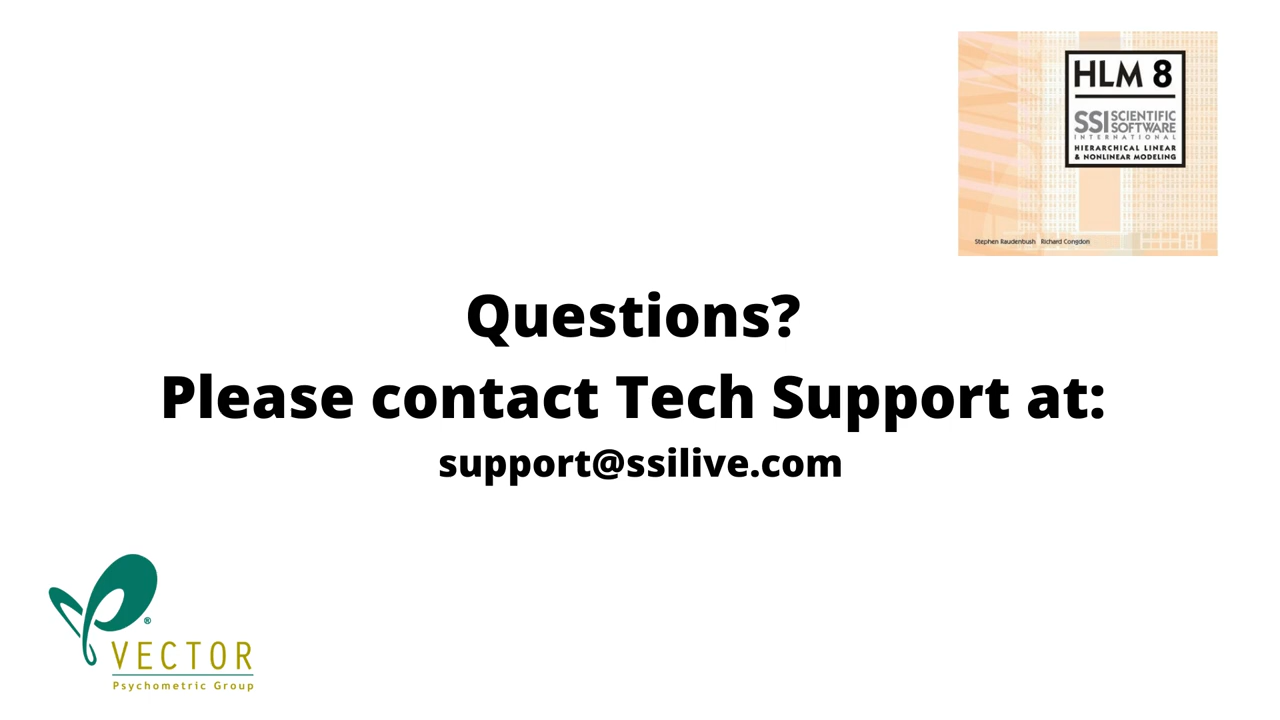 HLM 8
SSI SCIENTIFIC
SOFTWARE
INTERNATIONAL
HIERARCHICAL LINEAR
& NONLINEAR MODELING
Stephen Raudenbush Richard Congdon
Questions?
Please contact Tech Support at:
support@ssilive.com
®
VECTOR
Psychometric Group